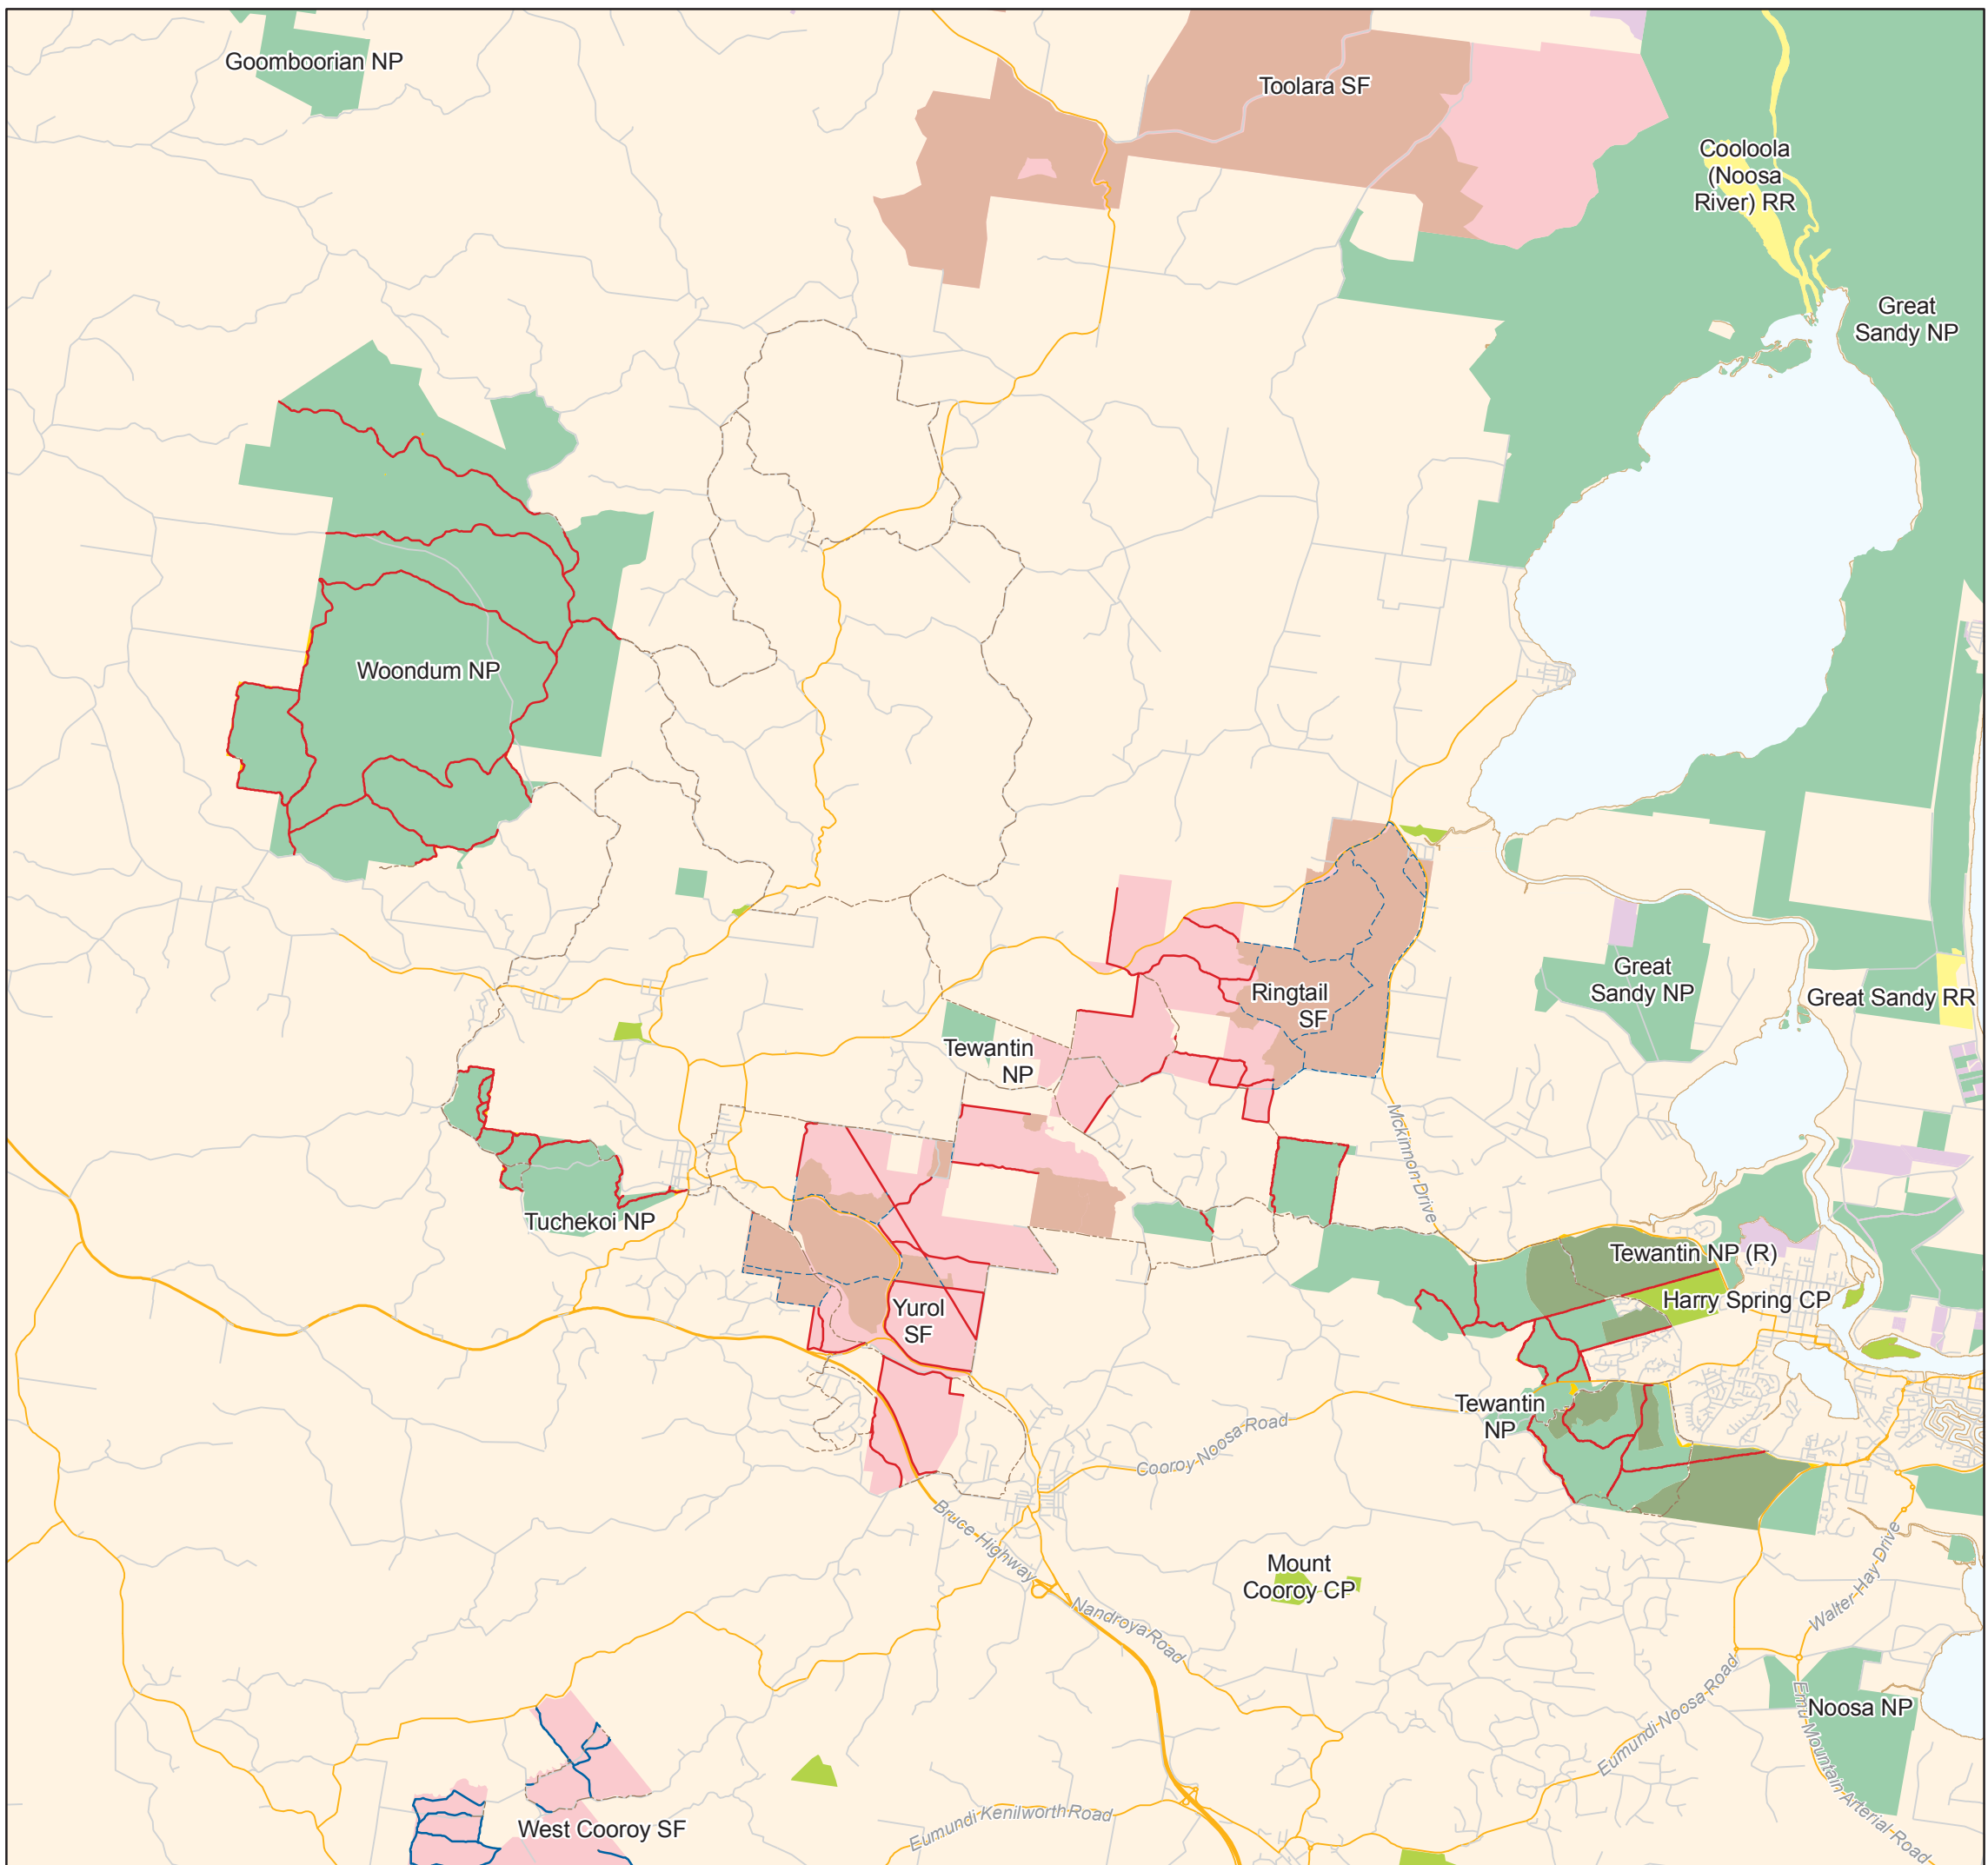 Goomboorian NP
Toolara SF
Cooloola
(Noosa
River) RR
Great
Sandy NP
Woondum NP
Great
Sandy NP
Great Sandy RR
Ringtail
SF
Tewantin
NP
Mckinnon Drive
Tuchekoi NP
Tewantin NP (R)
Harry Spring CP
Yurol
SF
Tewantin
NP
Cooroy Noosa Road
Bruce Highway
Mount
Cooroy CP
Walter Hay Drive
Nandroya Road
Eumundi Noosa Road
Noosa NP
Emu Mountain Arterial Road
Eumundi Kenilworth Road
West Cooroy SF